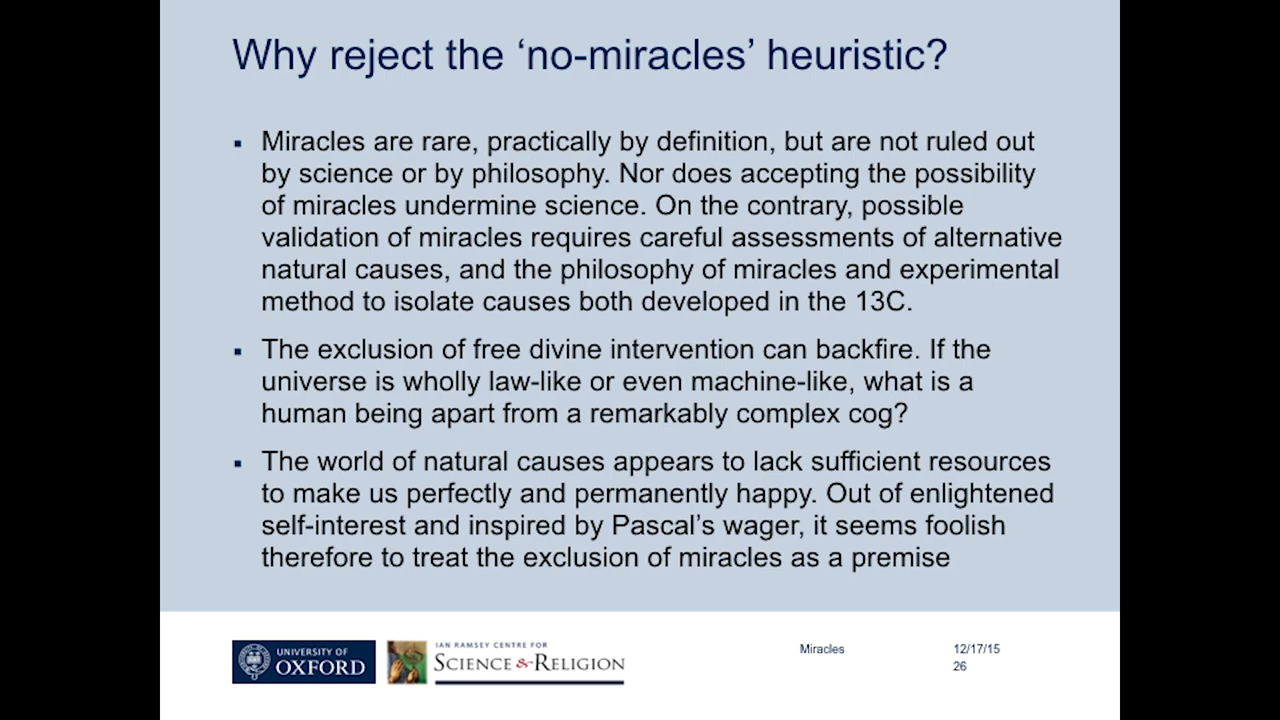 Why reject the ‘no-miracles’ heuristic?
Miracles are rare, practically by definition, but are not ruled out
by science or by philosophy. Nor does accepting the possibility
of miracles undermine science. On the contrary, possible
validation of miracles requires careful assessments of alternative
natural causes, and the philosophy of miracles and experimental
method to isolate causes both developed in the 13C.
The exclusion of free divine intervention can backfire. If the
universe is wholly law-like or even machine-like, what is a
human being apart from a remarkably complex cog?
The world of natural causes appears to lack sufficient resources
to make us perfectly and permanently happy. Out of enlightened
self-interest and inspired by Pascal’s wager, it seems foolish
therefore to treat the exclusion of miracles as a premise
UNIVERSITY OF
OXFORD
IAN RAMSEY CENTRE FOR
SCIENCE & RELIGION
Miracles
12/17/15
26